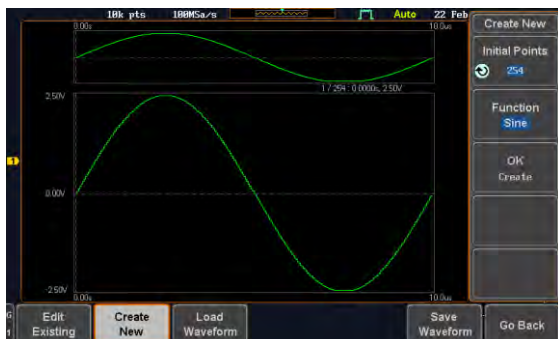 10k pts 100MSa/s Auto 22 Feb
0.00s 10.0us
1 / 254 : 0.0000s, 2.50V
2.50V
1
0.00V
-2.50V
0.00s 10.0us
Create New
Initial Points
254
Function
Sine
OK
Create
G
1
Edit
Existing
Create
New
Load
Waveform
Save
Waveform
Go Back